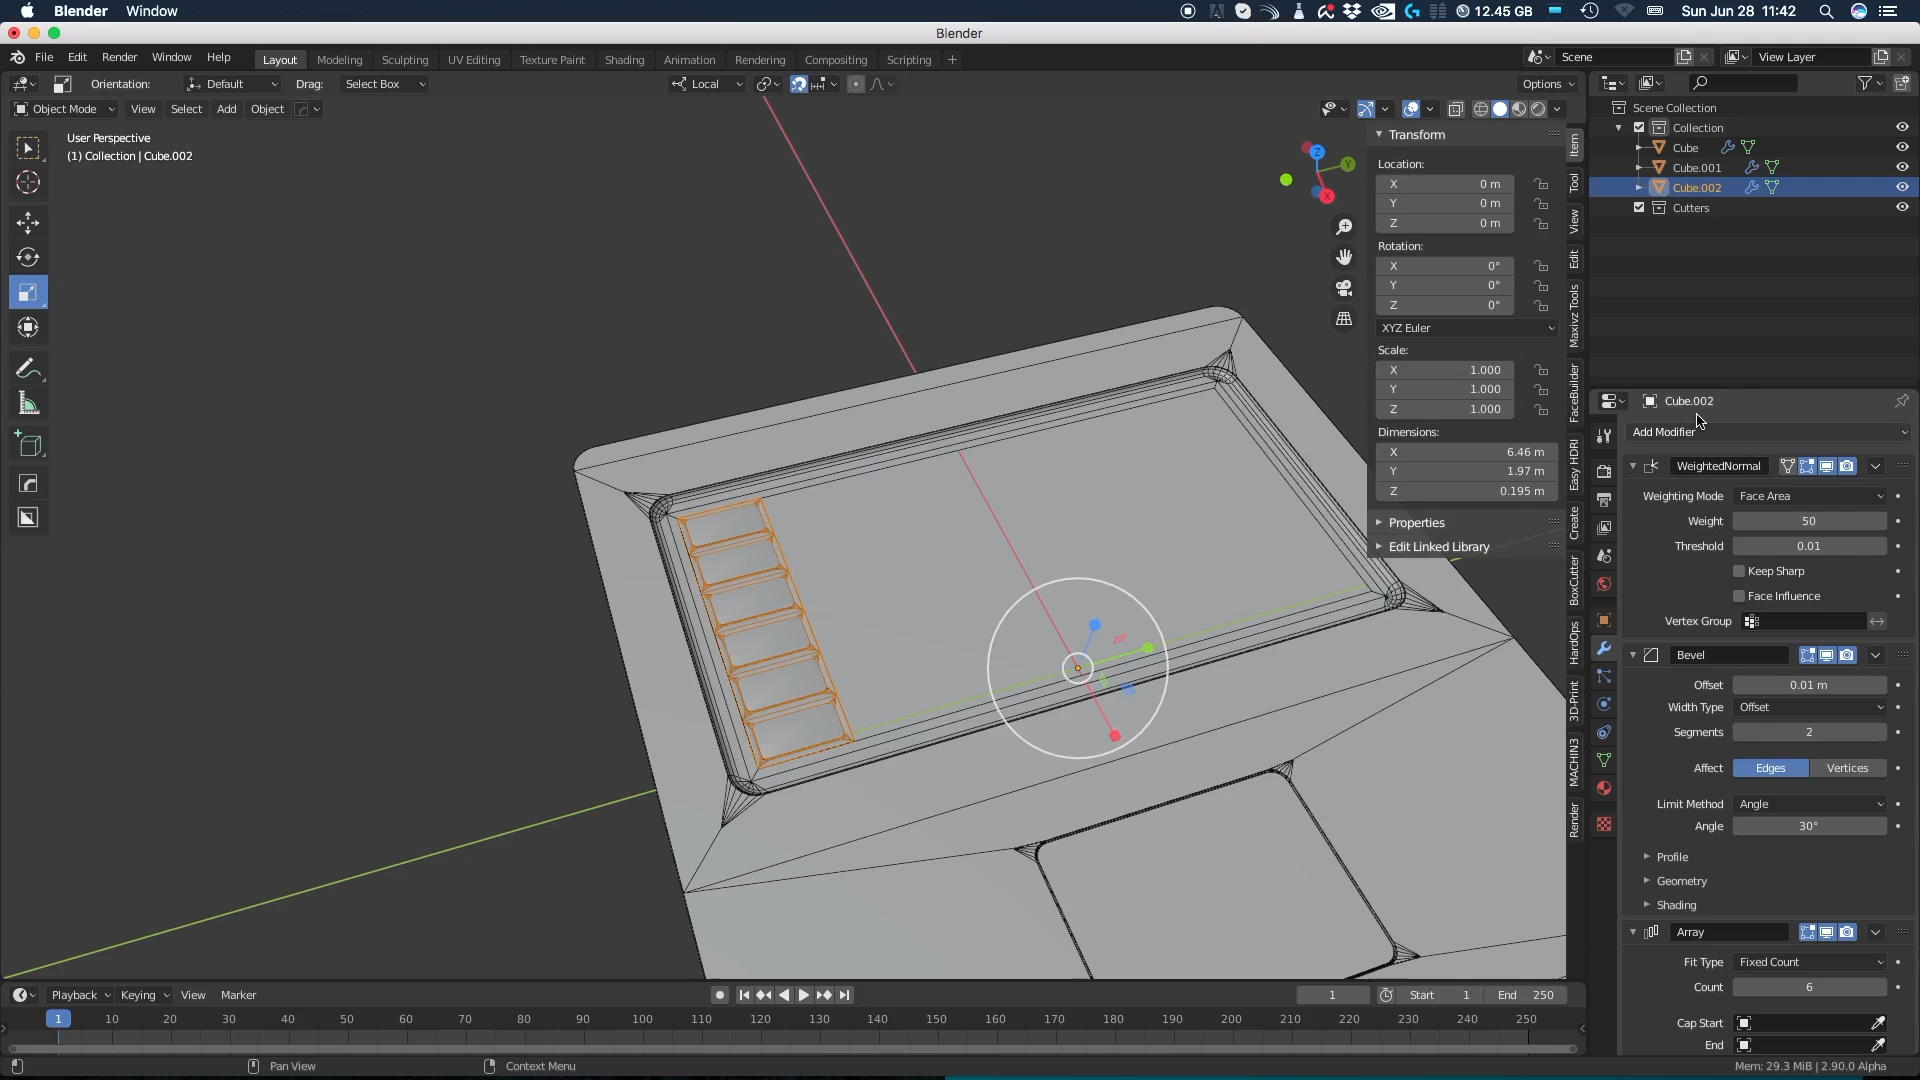 Blender Window 12.45 GB Sun Jun 28 11:42
Blender
File Edit Render Window Help Layout Modeling Sculpting UV Editing Texture Paint Shading Animation Rendering Compositing Scripting + Scene View Layer
Orientation: Default Drag: Select Box Local Options
Object Mode View Select Add Object
User Perspective
(1) Collection | Cube.002
Z
Y
X
Transform
Location:
X 0 m
Y 0 m
Z 0 m
Rotation:
X 0°
Y 0°
Z 0°
XYZ Euler
Scale:
X 1.000
Y 1.000
Z 1.000
Dimensions:
X 6.46 m
Y 1.97 m
Z 0.195 m
Properties
Edit Linked Library
Item
Tool
View
Edit
Maxivz Tools
FaceBuilder
Easy HDRI
Create
BoxCutter
HardOps
3D-Print
MACHIN3
Render
Scene Collection
Collection
Cube
Cube.001
Cube.002
Cutters
Cube.002
Add Modifier
WeightedNormal
Weighting Mode Face Area
Weight 50
Threshold 0.01
Keep Sharp
Face Influence
Vertex Group
Bevel
Offset 0.01 m
Width Type Offset
Segments 2
Affect Edges Vertices
Limit Method Angle
Angle 30°
Profile
Geometry
Shading
Array
Fit Type Fixed Count
Count 6
Cap Start
End
Playback Keying View Marker 1 Start 1 End 250
1 10 20 30 40 50 60 70 80 90 100 110 120 130 140 150 160 170 180 190 200 210 220 230 240 250
Pan View Context Menu Mem: 29.3 MiB | 2.90.0 Alpha